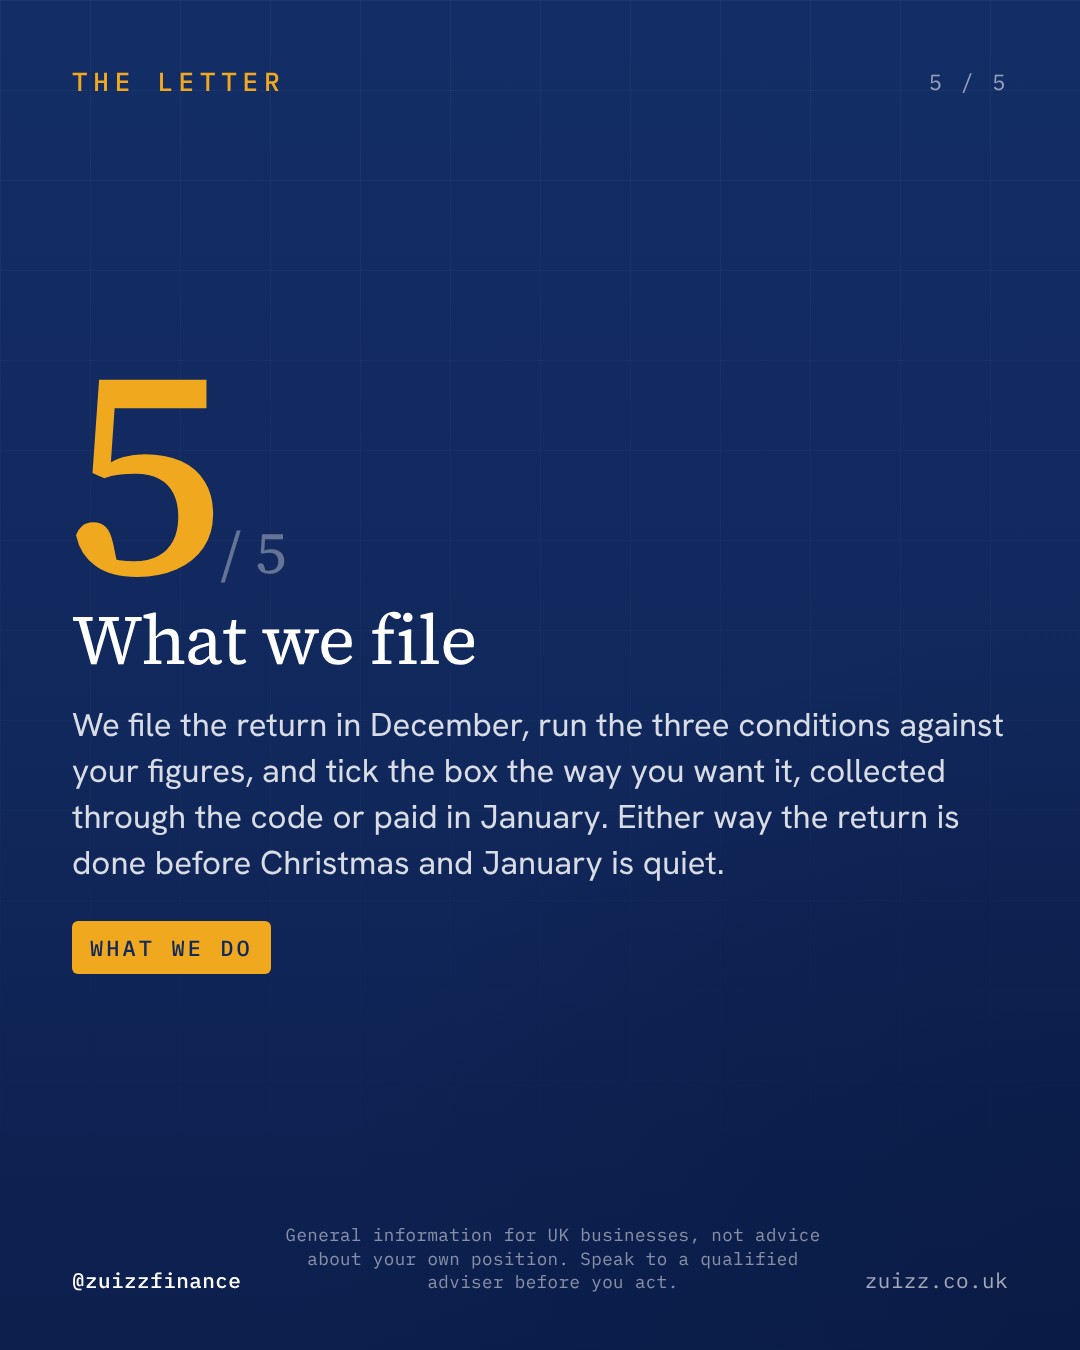 THE LETTER
5 / 5
5 / 5
What we file
We file the return in December, run the three conditions against
your figures, and tick the box the way you want it, collected
through the code or paid in January. Either way the return is
done before Christmas and January is quiet.
WHAT WE DO
General information for UK businesses, not advice
about your own position. Speak to a qualified
adviser before you act.
@zuizzfinance
zuizz.co.uk